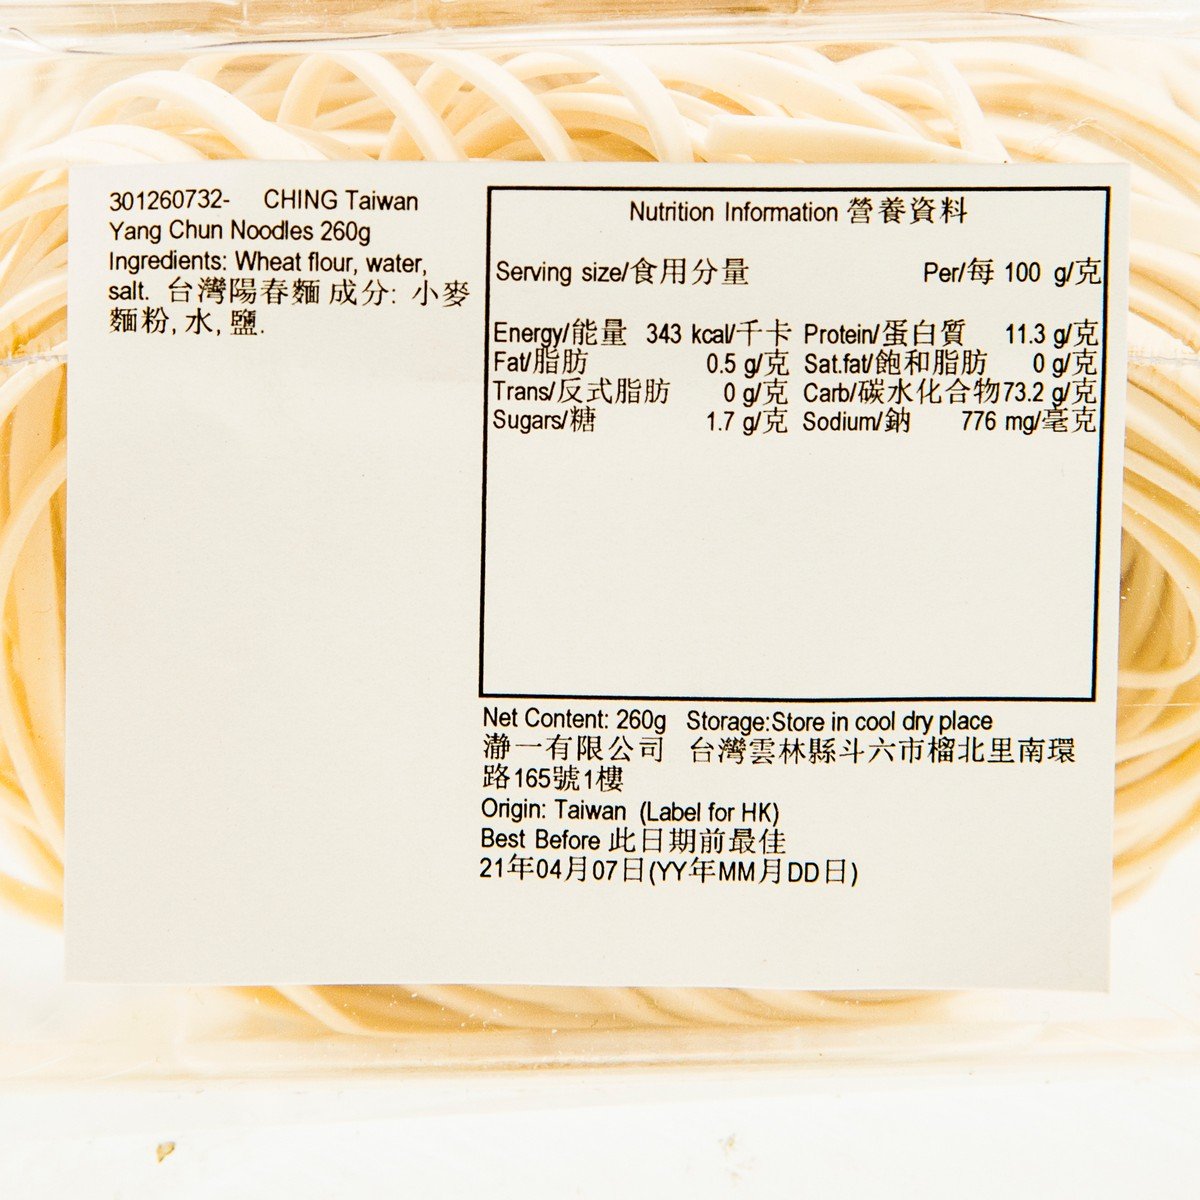 301260732- CHING Taiwan
Yang Chun Noodles 260g
Ingredients: Wheat flour, water,
salt. 台灣陽春麵 成分: 小麥
麵粉, 水, 鹽.
Nutrition Information 營養資料
Serving size/食用分量 Per/每 100 g/克
Energy/能量 343 kcal/千卡 Protein/蛋白質 11.3 g/克
Fat/脂肪 0.5 g/克 Sat.fat/飽和脂肪 0 g/克
Trans/反式脂肪 0 g/克 Carb/碳水化合物73.2 g/克
Sugars/糖 1.7 g/克 Sodium/鈉 776 mg/毫克
Net Content: 260g Storage:Store in cool dry place
瀞一有限公司 台灣雲林縣斗六市榴北里南環
路165號1樓
Origin: Taiwan (Label for HK)
Best Before 此日期前最佳
21年04月07日(YY年MM月DD日)